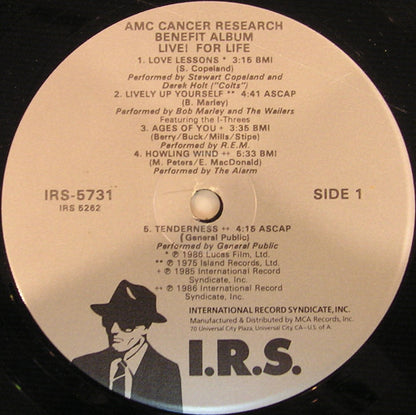 AMC CANCER RESEARCH
BENEFIT ALBUM
LIVE! FOR LIFE
1. LOVE LESSONS * 3:15 BMI
(S. Copeland)
Performed by Stewart Copeland and
Derek Holt ("Colts")
2. LIVELY UP YOURSELF ** 4:41 ASCAP
(B. Marley)
Performed by Bob Marley and The Wailers
Featuring the I-Threes
3. AGES OF YOU + 3:35 BMI
(Berry/Buck/Mills/Stipe)
Performed by R.E.M.
4. HOWLING WIND ++ 5:33 BMI
(M. Peters/E. MacDonald)
Performed by The Alarm
IRS-5731
IRS 6262
SIDE 1
5. TENDERNESS ++ 4:15 ASCAP
(General Public)
Performed by General Public
* ℗ 1986 Lucas Film, Ltd.
** ℗ 1975 Island Records, Ltd.
+ ℗ 1985 International Record
Syndicate, Inc.
++ ℗ 1986 International Record
Syndicate, Inc.
INTERNATIONAL RECORD SYNDICATE, INC.
Manufactured & Distributed by MCA Records, Inc.
70 Universal City Plaza, Universal City, CA - U.S. of A.
I.R.S.